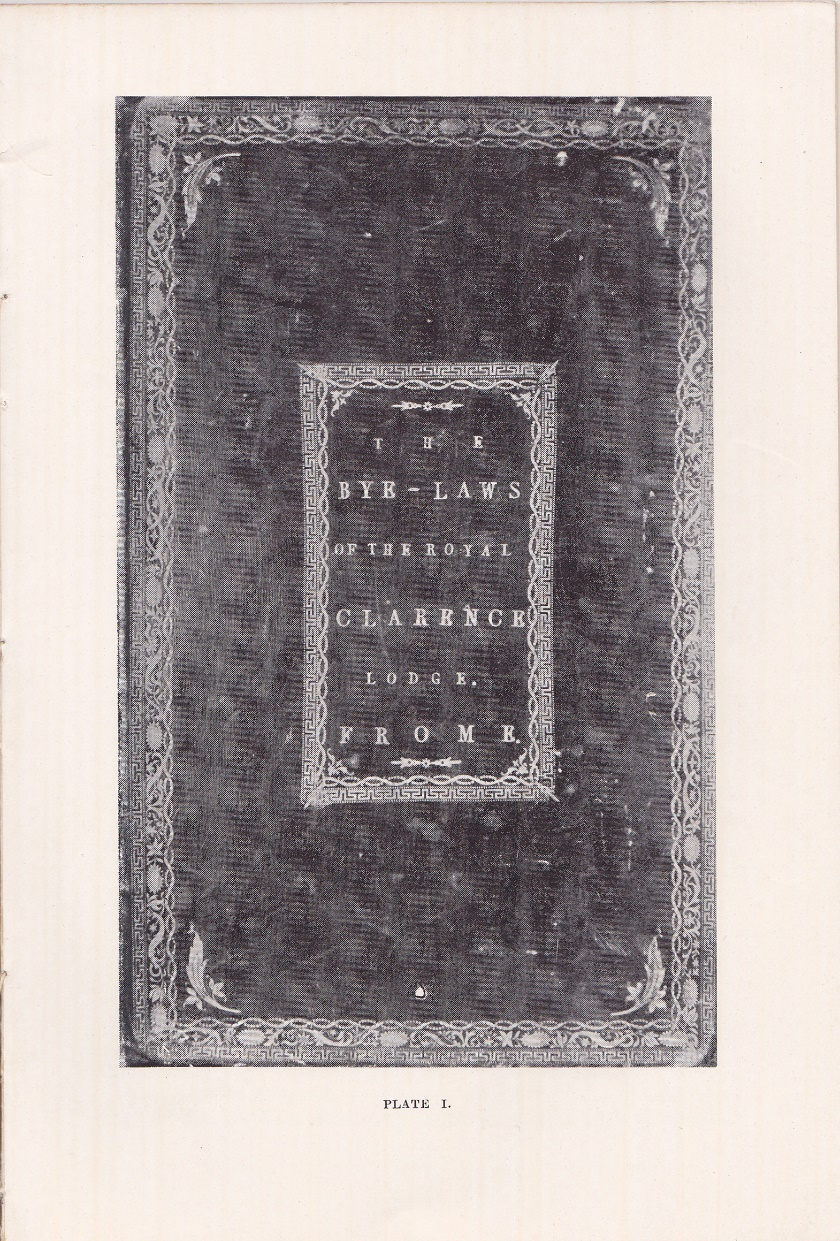 THE
BYE-LAWS
OF THE ROYAL
CLARENCE
LODGE.
FROME.
PLATE I.